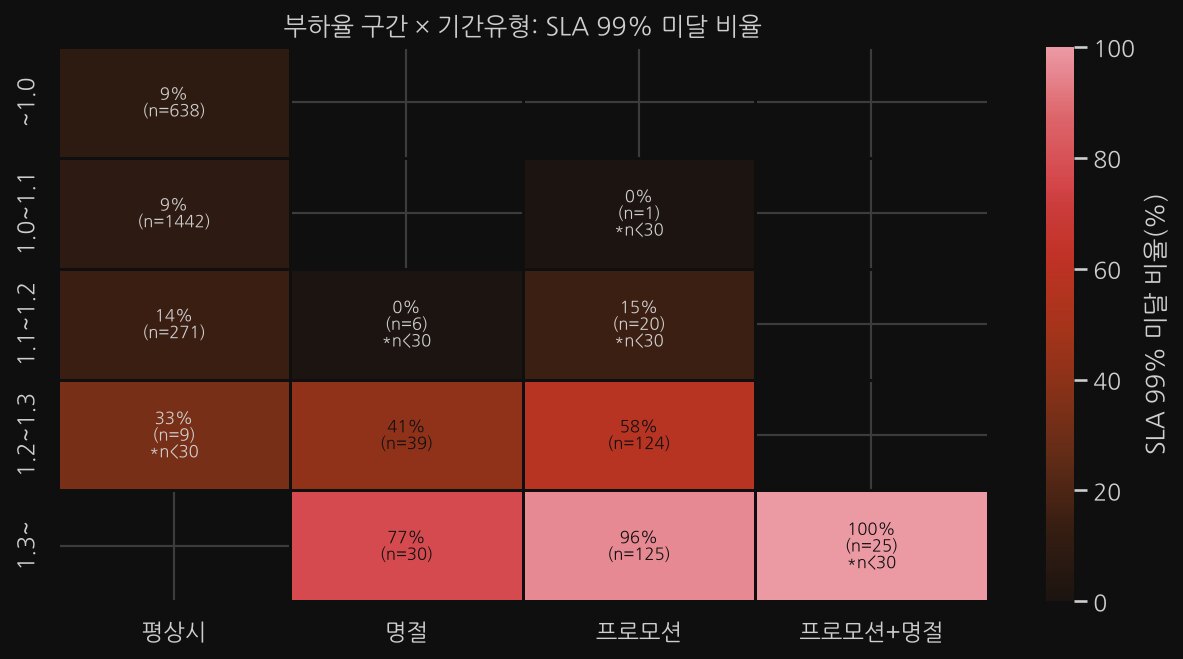 부하율 구간 × 기간유형: SLA 99% 미달 비율
~1.0
9%
(n=638)
1.0~1.1
9%
(n=1442)
0%
(n=1)
*n<30
1.1~1.2
14%
(n=271)
0%
(n=6)
*n<30
15%
(n=20)
*n<30
1.2~1.3
33%
(n=9)
*n<30
41%
(n=39)
58%
(n=124)
1.3~
77%
(n=30)
96%
(n=125)
100%
(n=25)
*n<30
평상시
명절
프로모션
프로모션+명절
100
80
60
40
20
0
SLA 99% 미달 비율(%)